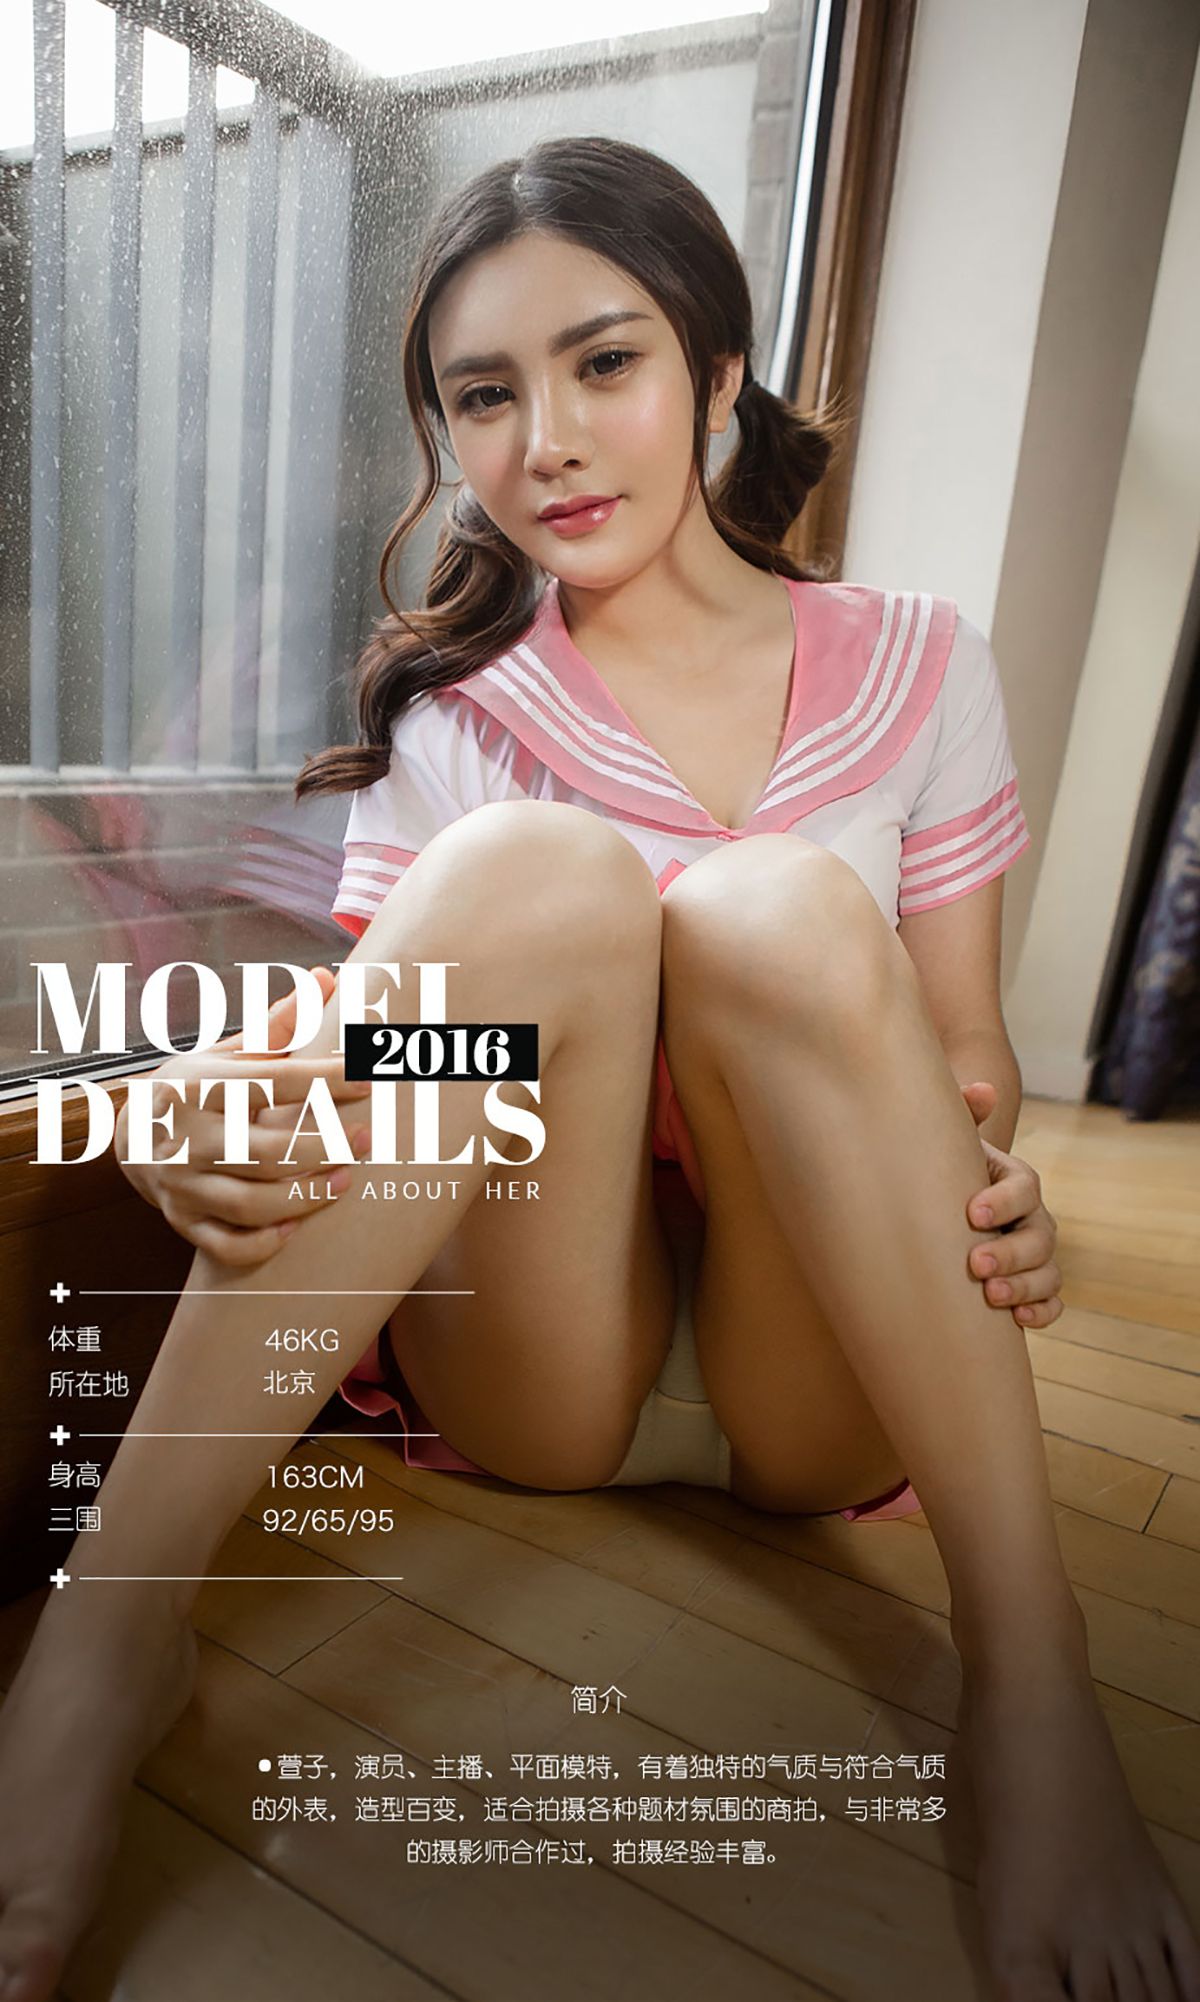 MODEL
2016
DETAILS
ALL ABOUT HER
体重 46KG
所在地 北京
身高 163CM
三围 92/65/95
简介
•萱子，演员、主播、平面模特，有着独特的气质与符合气质
的外表，造型百变，适合拍摄各种题材氛围的商拍，与非常多
的摄影师合作过，拍摄经验丰富。